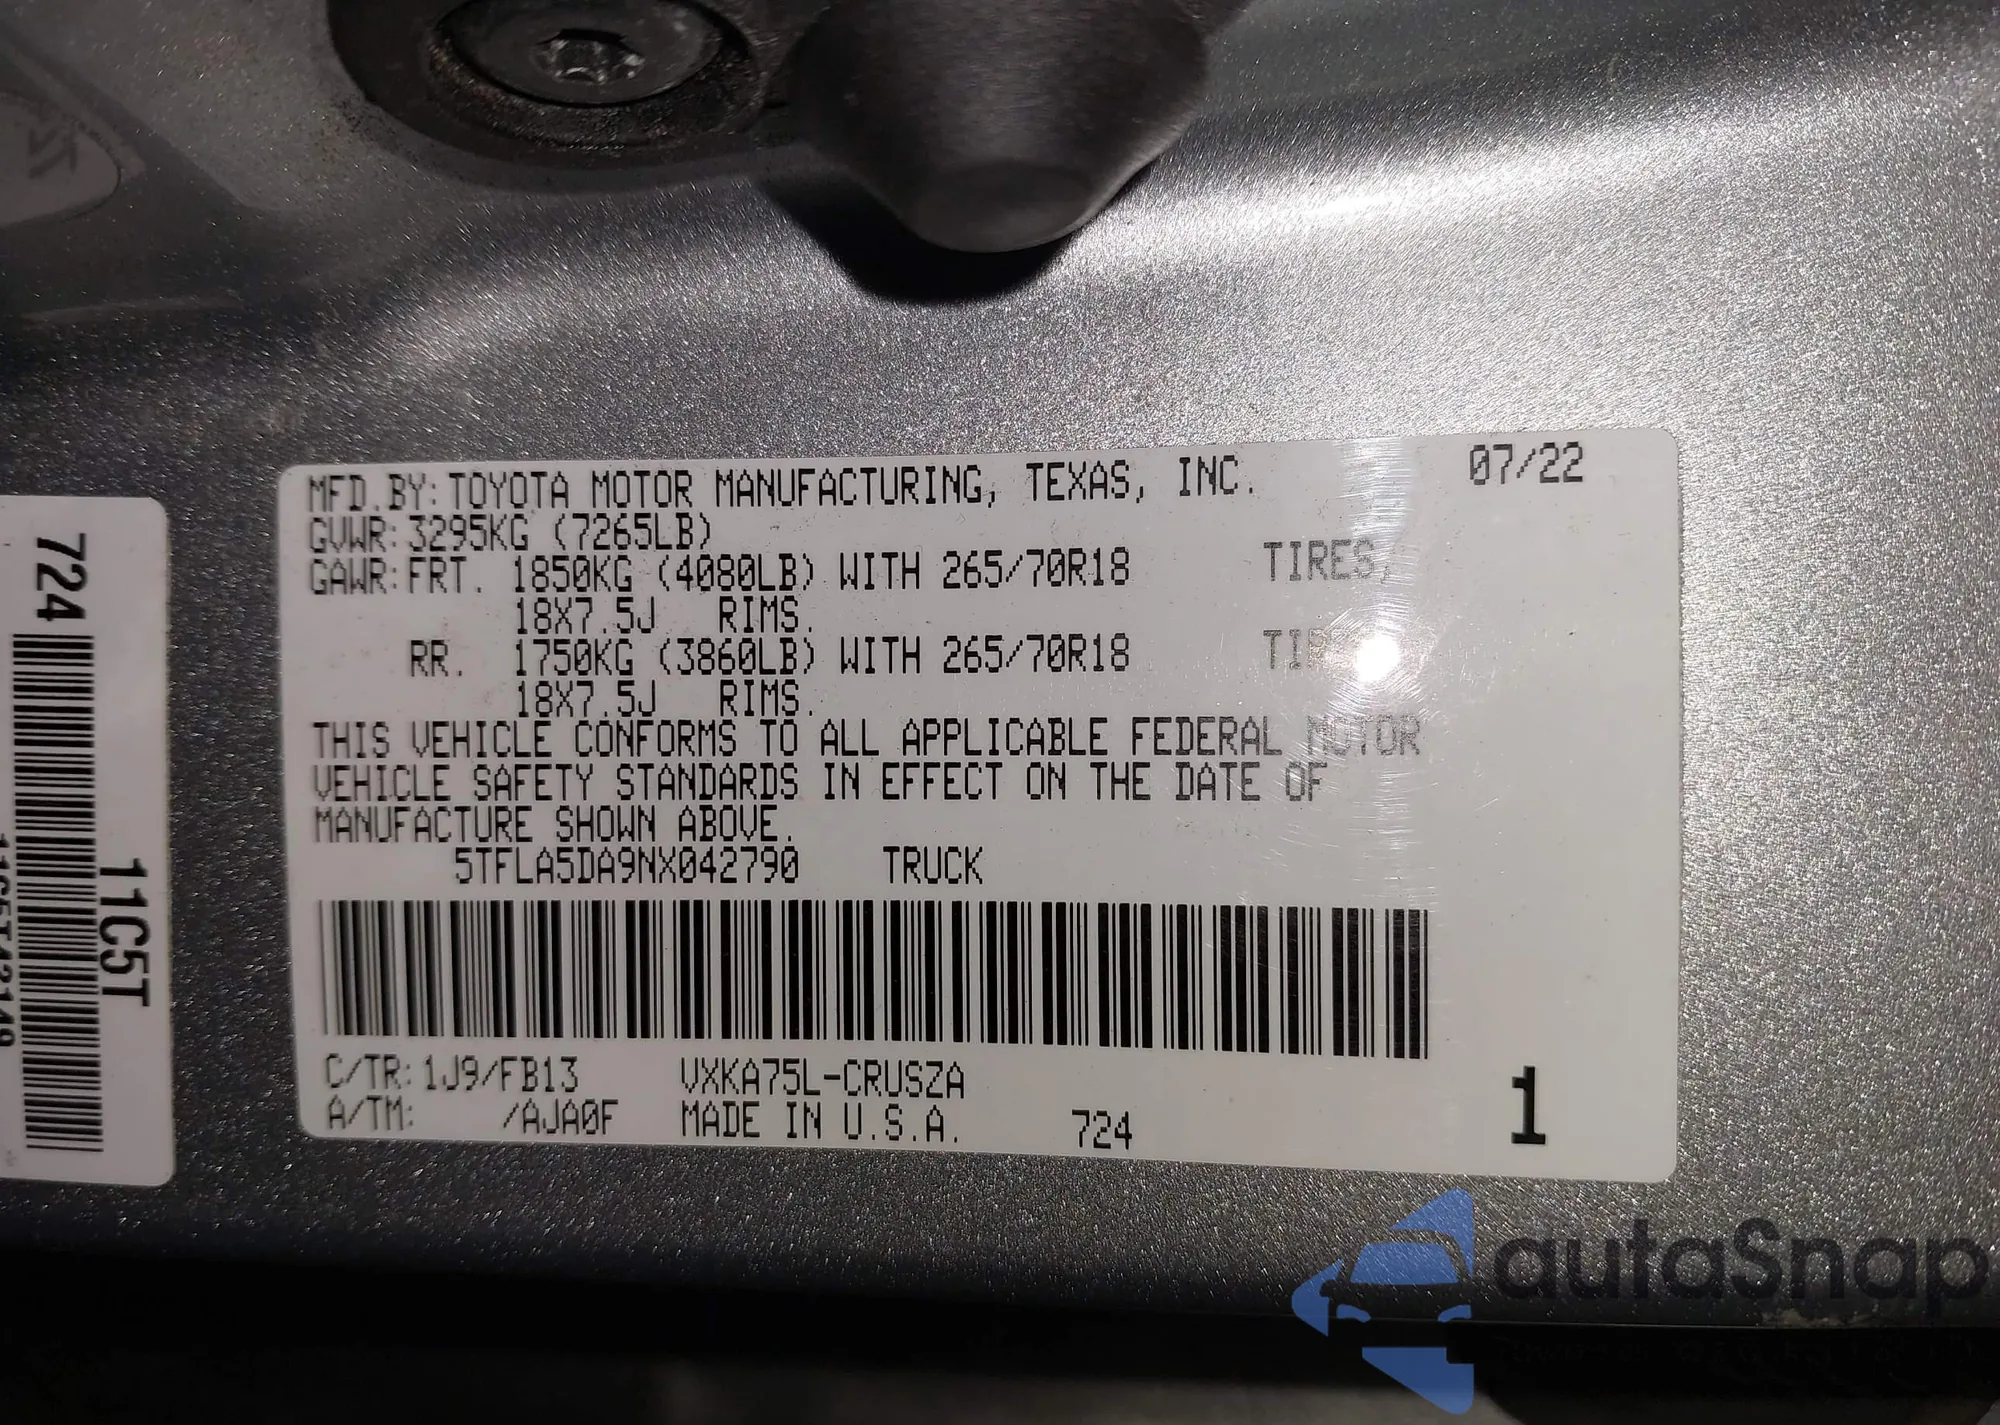 MFD.BY: TOYOTA MOTOR MANUFACTURING, TEXAS, INC. 07/22
GVWR: 3295KG (7265LB)
GAWR: FRT. 1850KG (4080LB) WITH 265/70R18 TIRES,
18X7.5J RIMS.
RR. 1750KG (3860LB) WITH 265/70R18
18X7.5J RIMS.
THIS VEHICLE CONFORMS TO ALL APPLICABLE FEDERAL MOTOR
VEHICLE SAFETY STANDARDS IN EFFECT ON THE DATE OF
MANUFACTURE SHOWN ABOVE.
5TFLA5DA9NX042790 TRUCK
C/TR: 1J9/FB13 VXKA75L-CRUSZA
A/TM: /AJA0F MADE IN U.S.A. 724 1
724
11C5T
autaSnap